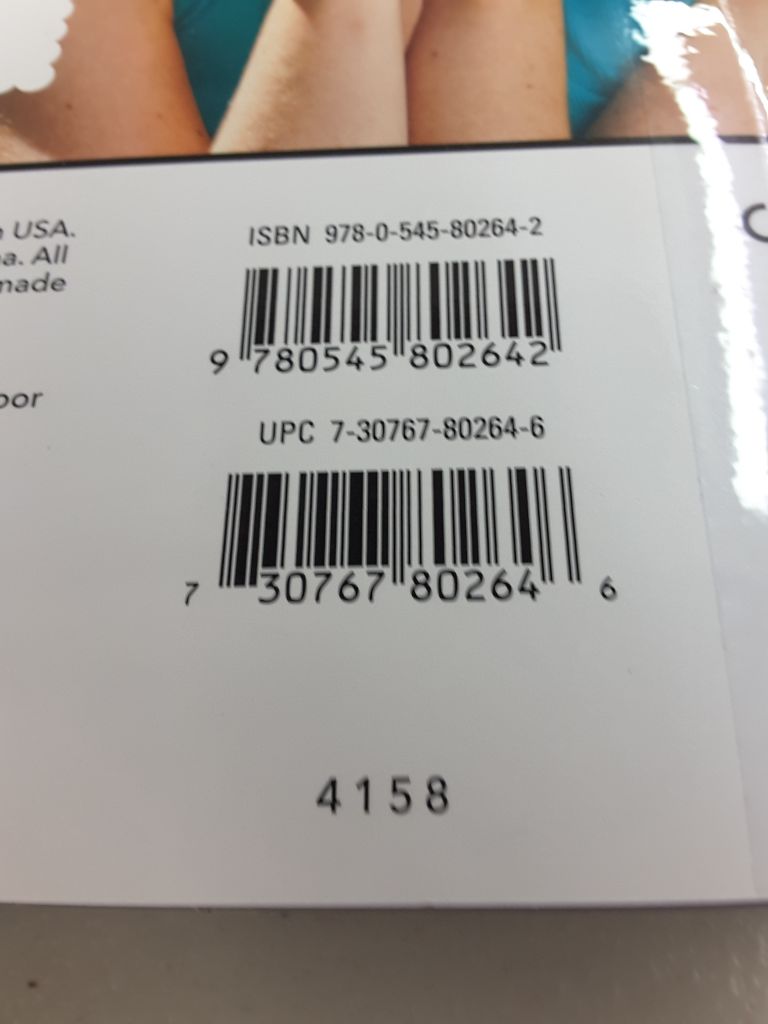 USA.
a. All
made
oor
ISBN 978-0-545-80264-2
9 780545 802642
UPC 7-30767-80264-6
7 30767 80264 6
4158